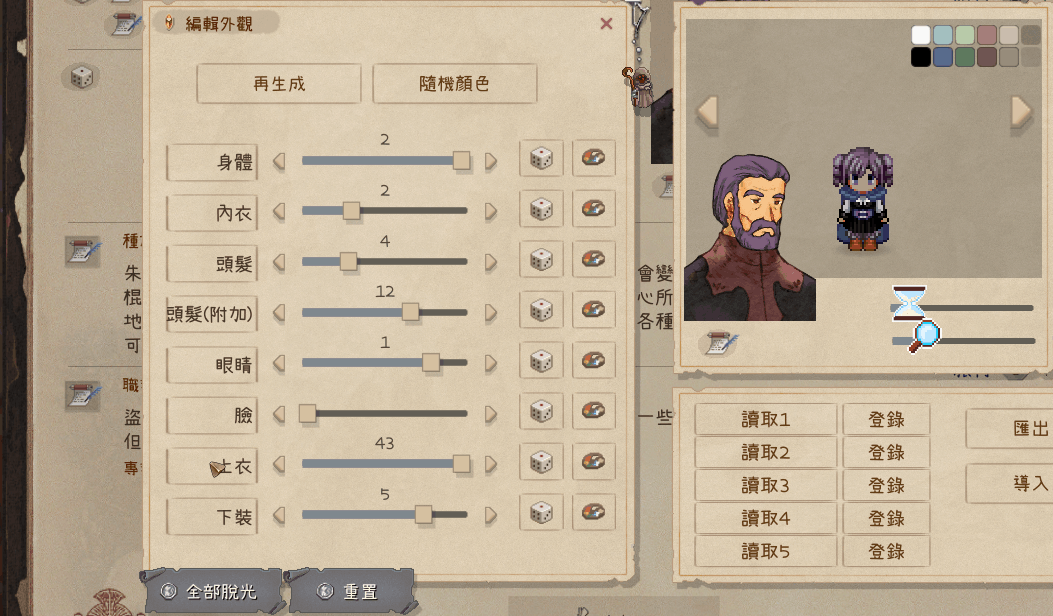 編輯外觀
再生成
隨機顏色
2
身體
2
內衣
4
頭髮
12
頭髮(附加)
1
眼睛
臉
43
上衣
5
下裝
全部脫光
重置
種
朱
棍
地
可
職
盜
但
專
會變
心所
各種
一些
讀取1
登錄
讀取2
登錄
讀取3
登錄
讀取4
登錄
讀取5
登錄
匯出
導入